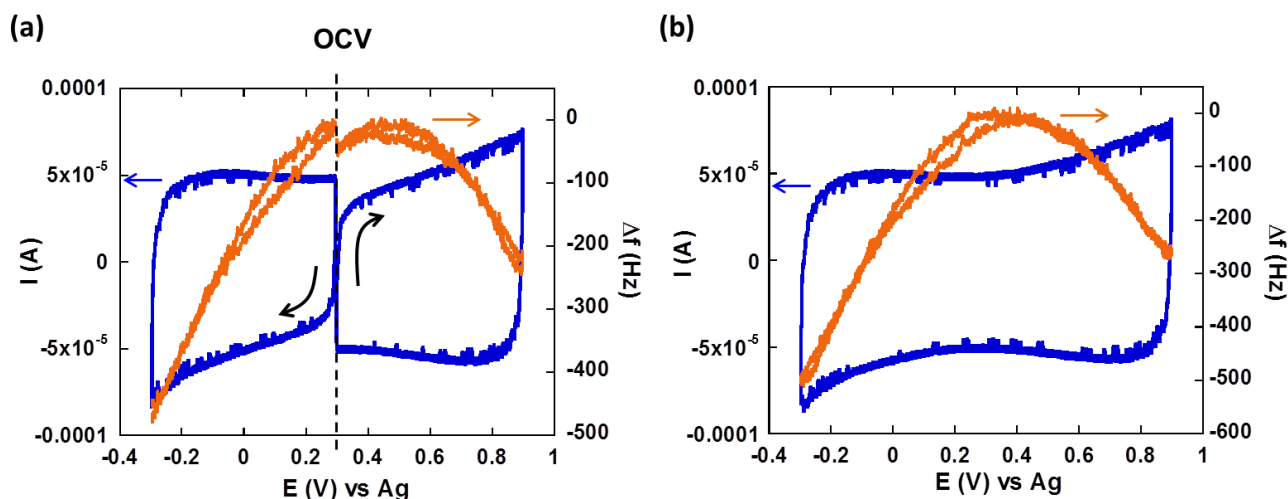 (a)
OCV
0.0001
5x10⁻⁵
0
-5x10⁻⁵
-0.0001
I (A)
0
-100
-200
-300
-400
-500
Δf (Hz)
-0.4 -0.2 0 0.2 0.4 0.6 0.8 1
E (V) vs Ag
(b)
0.0001
5x10⁻⁵
0
-5x10⁻⁵
-0.0001
I (A)
0
-100
-200
-300
-400
-500
-600
Δf (Hz)
-0.4 -0.2 0 0.2 0.4 0.6 0.8 1
E (V) vs Ag